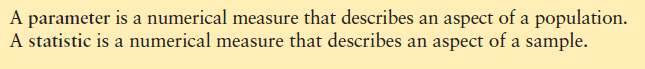 A parameter is a numerical measure that describes an aspect of a population.
A statistic is a numerical measure that describes an aspect of a sample.